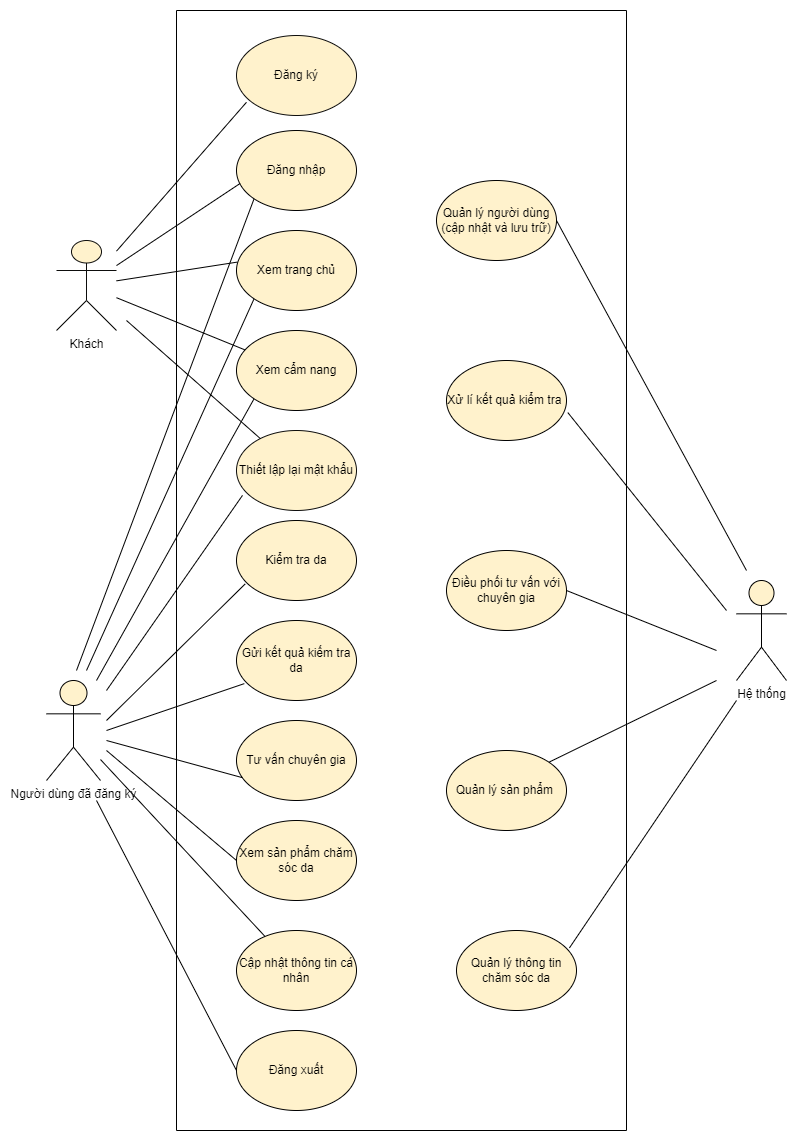 Đăng ký
Đăng nhập
Xem trang chủ
Xem cẩm nang
Thiết lập lại mật khẩu
Kiểm tra da
Gửi kết quả kiếm tra
da
Tư vấn chuyên gia
Xem sản phẩm chăm
sóc da
Cập nhật thông tin cá
nhân
Đăng xuất
Khách
Người dùng đã đăng ký
Quản lý người dùng
(cập nhật và lưu trữ)
Xử lí kết quả kiểm tra
Điều phối tư vấn với
chuyên gia
Quản lý sản phẩm
Quản lý thông tin
chăm sóc da
Hệ thống